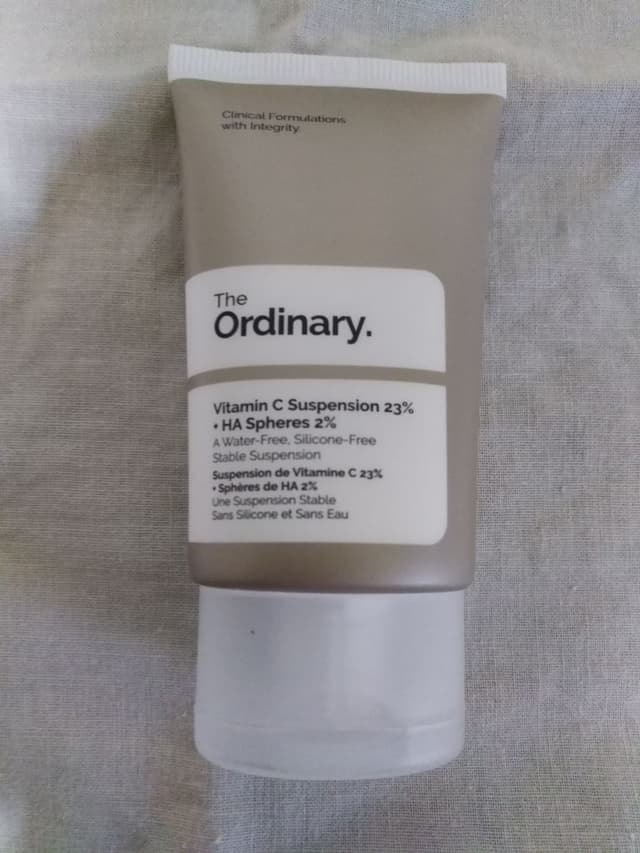 Clinical Formulations
with Integrity.
The
Ordinary.
Vitamin C Suspension 23%
+ HA Spheres 2%
A Water-Free, Silicone-Free
Stable Suspension
Suspension de Vitamine C 23%
+ Sphères de HA 2%
Une Suspension Stable
Sans Silicone et Sans Eau